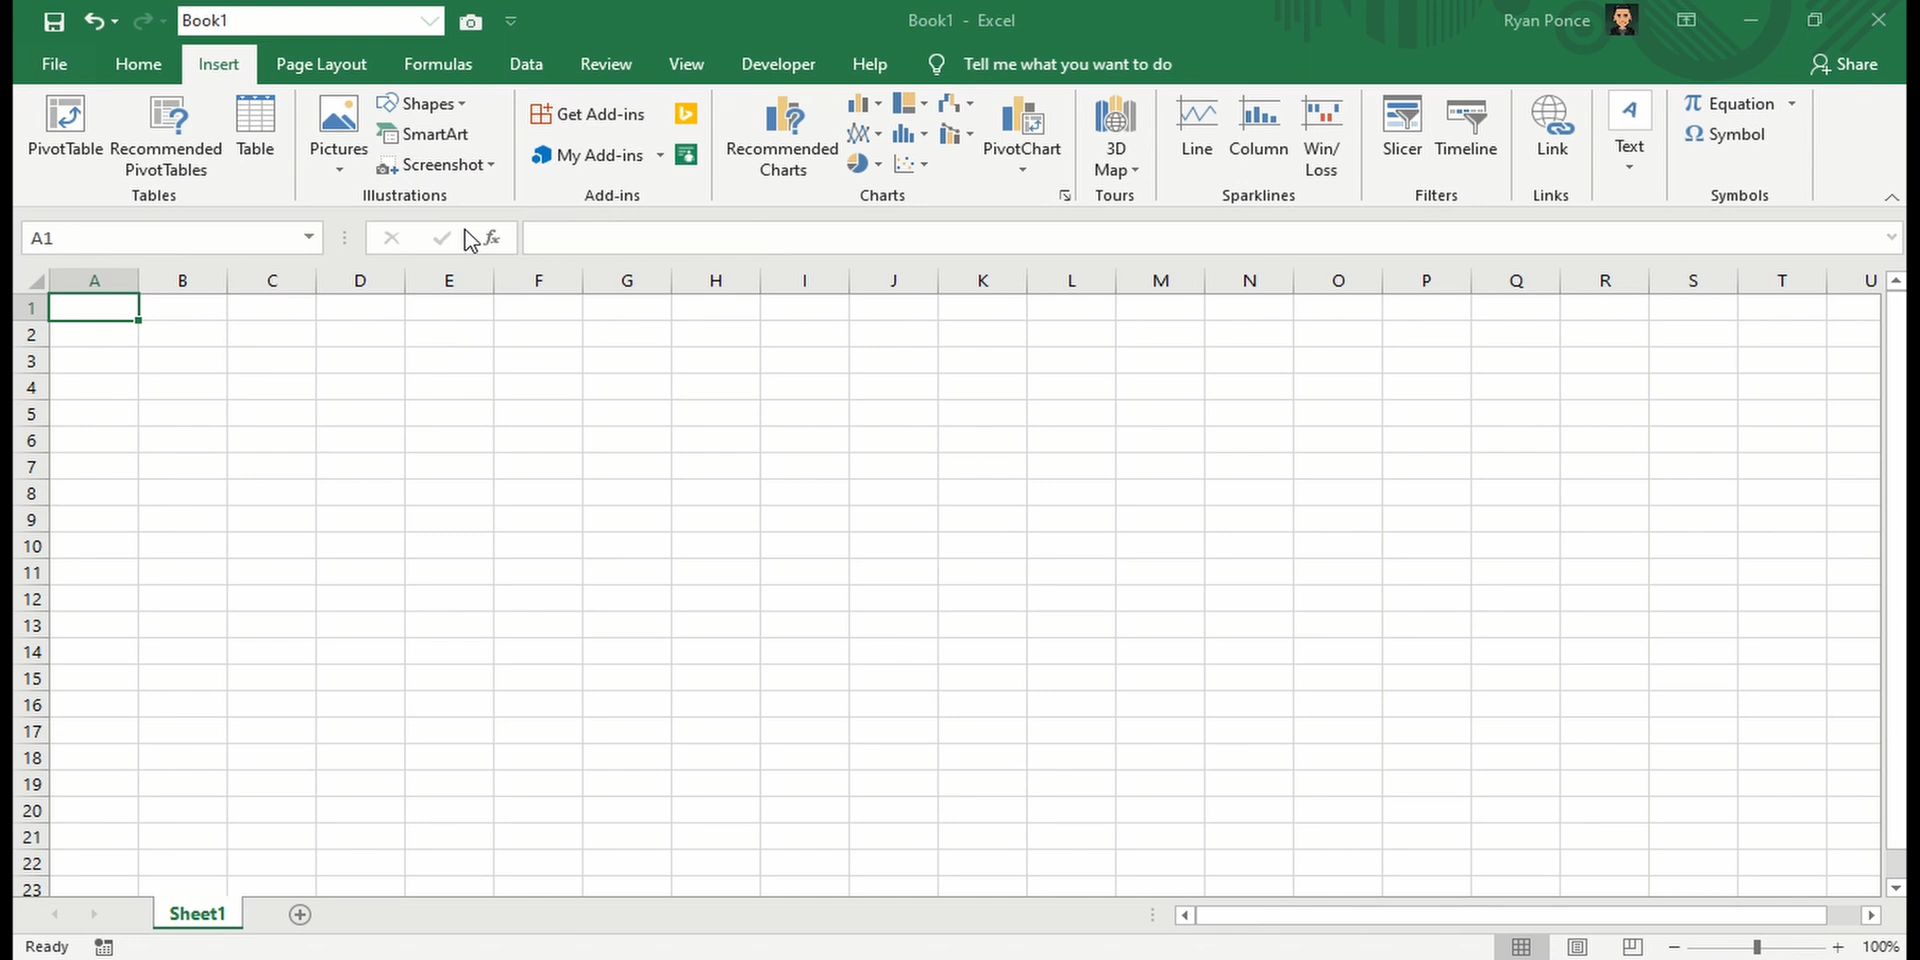 Book1
Book1 - Excel
Ryan Ponce
File Home Insert Page Layout Formulas Data Review View Developer Help Tell me what you want to do Share
PivotTable
Recommended
PivotTables
Table
Tables
Pictures
Shapes
SmartArt
Screenshot
Illustrations
Get Add-ins
My Add-ins
Add-ins
Recommended
Charts
PivotChart
Charts
3D
Map
Tours
Line
Column
Win/
Loss
Sparklines
Slicer
Timeline
Filters
Link
Links
A
Text
π Equation
Ω Symbol
Symbols
A1
fx
A B C D E F G H I J K L M N O P Q R S T U
1
2
3
4
5
6
7
8
9
10
11
12
13
14
15
16
17
18
19
20
21
22
23
Sheet1
Ready
100%